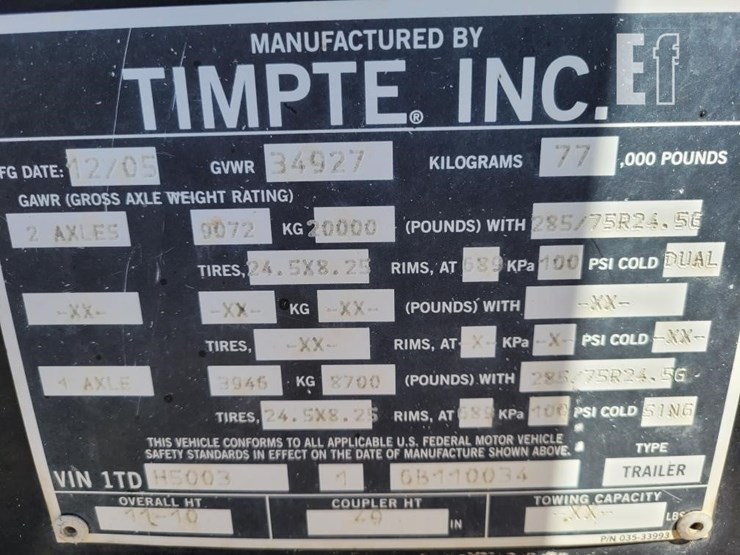 MANUFACTURED BY
TIMPTE® INC. Ef
FG DATE: 12/05 GVWR 34927 KILOGRAMS 77 ,000 POUNDS
GAWR (GROSS AXLE WEIGHT RATING)
2 AXLES 9072 KG 20000 (POUNDS) WITH 285/75R24.5G
TIRES, 24.5X8.25 RIMS, AT 689 KPa 100 PSI COLD DUAL
-XX- -XX- KG -XX- (POUNDS) WITH -XX-
TIRES, -XX- RIMS, AT -X- KPa -X- PSI COLD -XX-
1 AXLE 3946 KG 8700 (POUNDS) WITH 285/75R24.5G
TIRES, 24.5X8.25 RIMS, AT 689 KPa 100 PSI COLD SING
THIS VEHICLE CONFORMS TO ALL APPLICABLE U.S. FEDERAL MOTOR VEHICLE
SAFETY STANDARDS IN EFFECT ON THE DATE OF MANUFACTURE SHOWN ABOVE.
TYPE
VIN 1TD H5003 1 6B110034 TRAILER
OVERALL HT COUPLER HT TOWING CAPACITY
11-10 IN -XX- LBS
P/N 035-33993